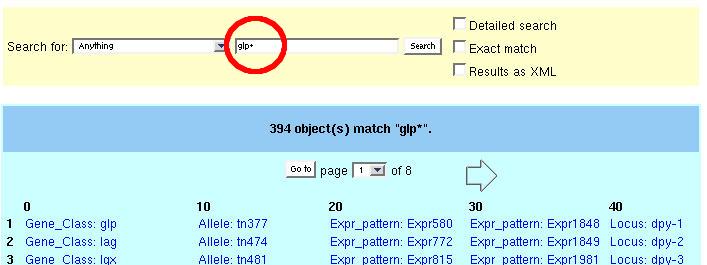 Detailed search
Search for: Anything glp* Search Exact match
Results as XML
394 object(s) match "glp*".
Go to page 1 of 8
0 10 20 30 40
1 Gene_Class: glp Allele: tn377 Expr_pattern: Expr580 Expr_pattern: Expr1848 Locus: dpy-1
2 Gene_Class: lag Allele: tn474 Expr_pattern: Expr772 Expr_pattern: Expr1849 Locus: dpy-2
3 Gene_Class: lgx Allele: tn481 Expr_pattern: Expr815 Expr_pattern: Expr1981 Locus: dpy-3